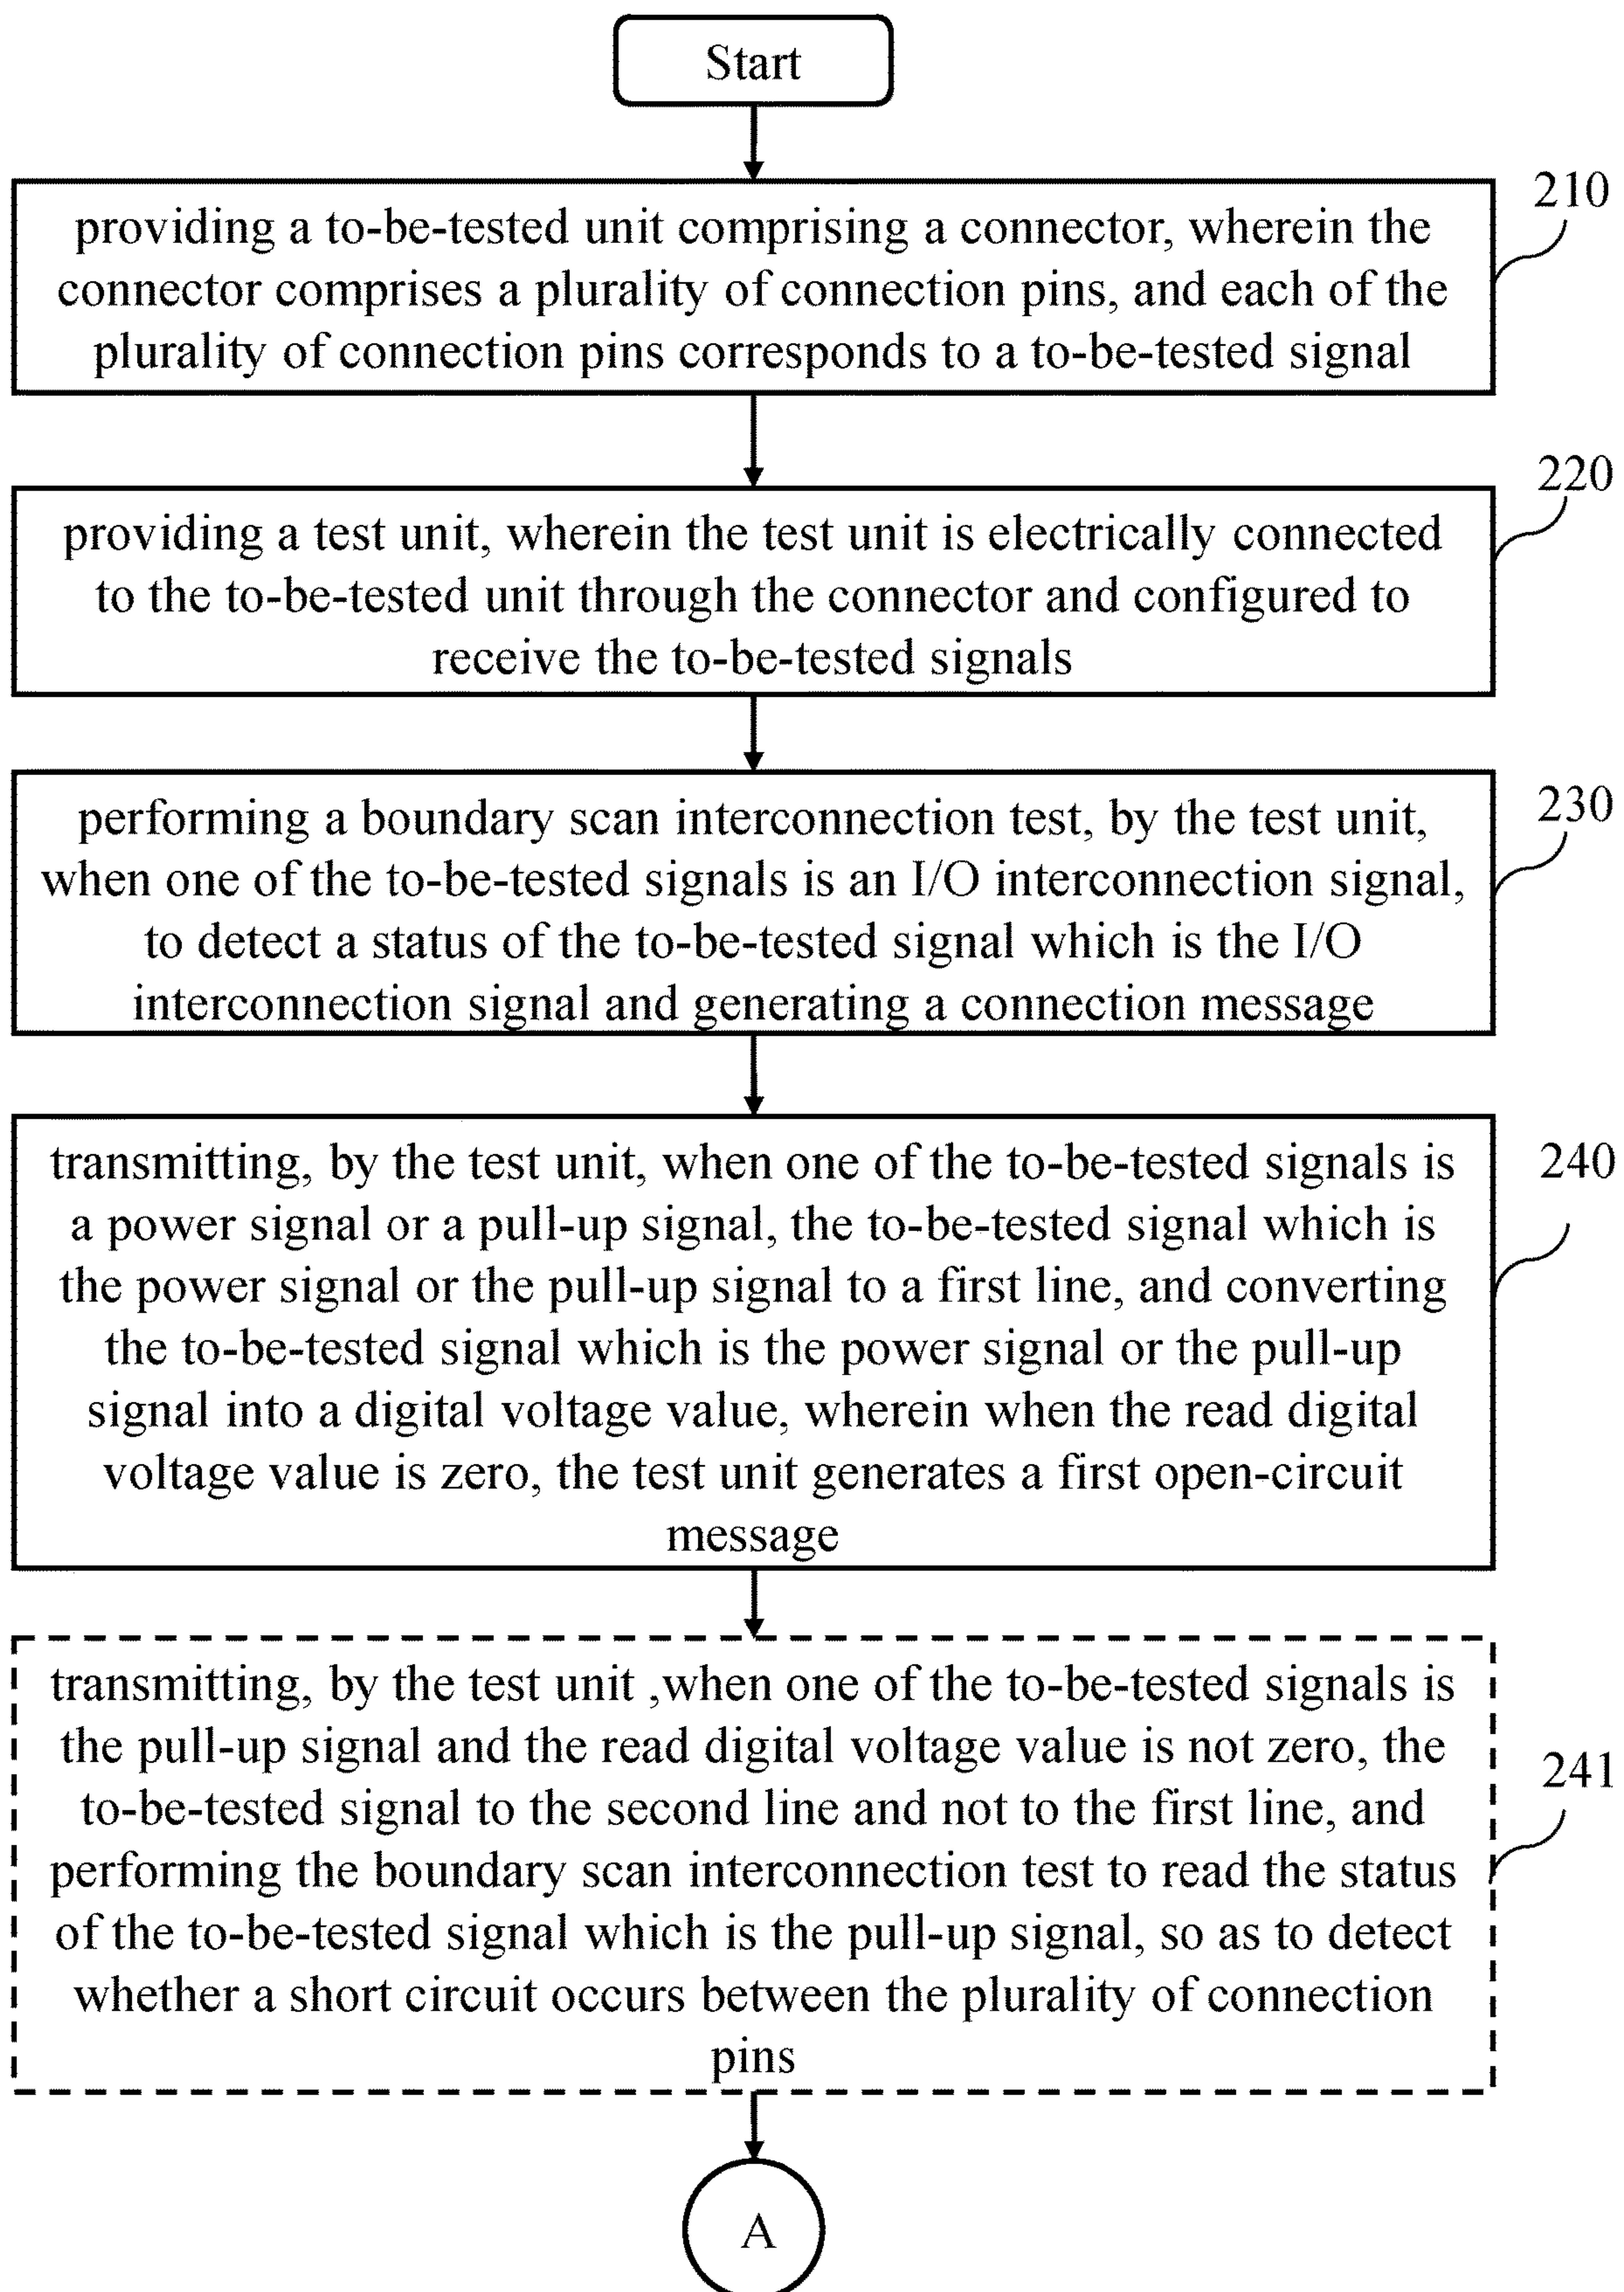 Start
210
providing a to-be-tested unit comprising a connector, wherein the
connector comprises a plurality of connection pins, and each of the
plurality of connection pins corresponds to a to-be-tested signal
220
providing a test unit, wherein the test unit is electrically connected
to the to-be-tested unit through the connector and configured to
receive the to-be-tested signals
230
performing a boundary scan interconnection test, by the test unit,
when one of the to-be-tested signals is an I/O interconnection signal,
to detect a status of the to-be-tested signal which is the I/O
interconnection signal and generating a connection message
240
transmitting, by the test unit, when one of the to-be-tested signals is
a power signal or a pull-up signal, the to-be-tested signal which is
the power signal or the pull-up signal to a first line, and converting
the to-be-tested signal which is the power signal or the pull-up
signal into a digital voltage value, wherein when the read digital
voltage value is zero, the test unit generates a first open-circuit
message
241
transmitting, by the test unit ,when one of the to-be-tested signals is
the pull-up signal and the read digital voltage value is not zero, the
to-be-tested signal to the second line and not to the first line, and
performing the boundary scan interconnection test to read the status
of the to-be-tested signal which is the pull-up signal, so as to detect
whether a short circuit occurs between the plurality of connection
pins
A